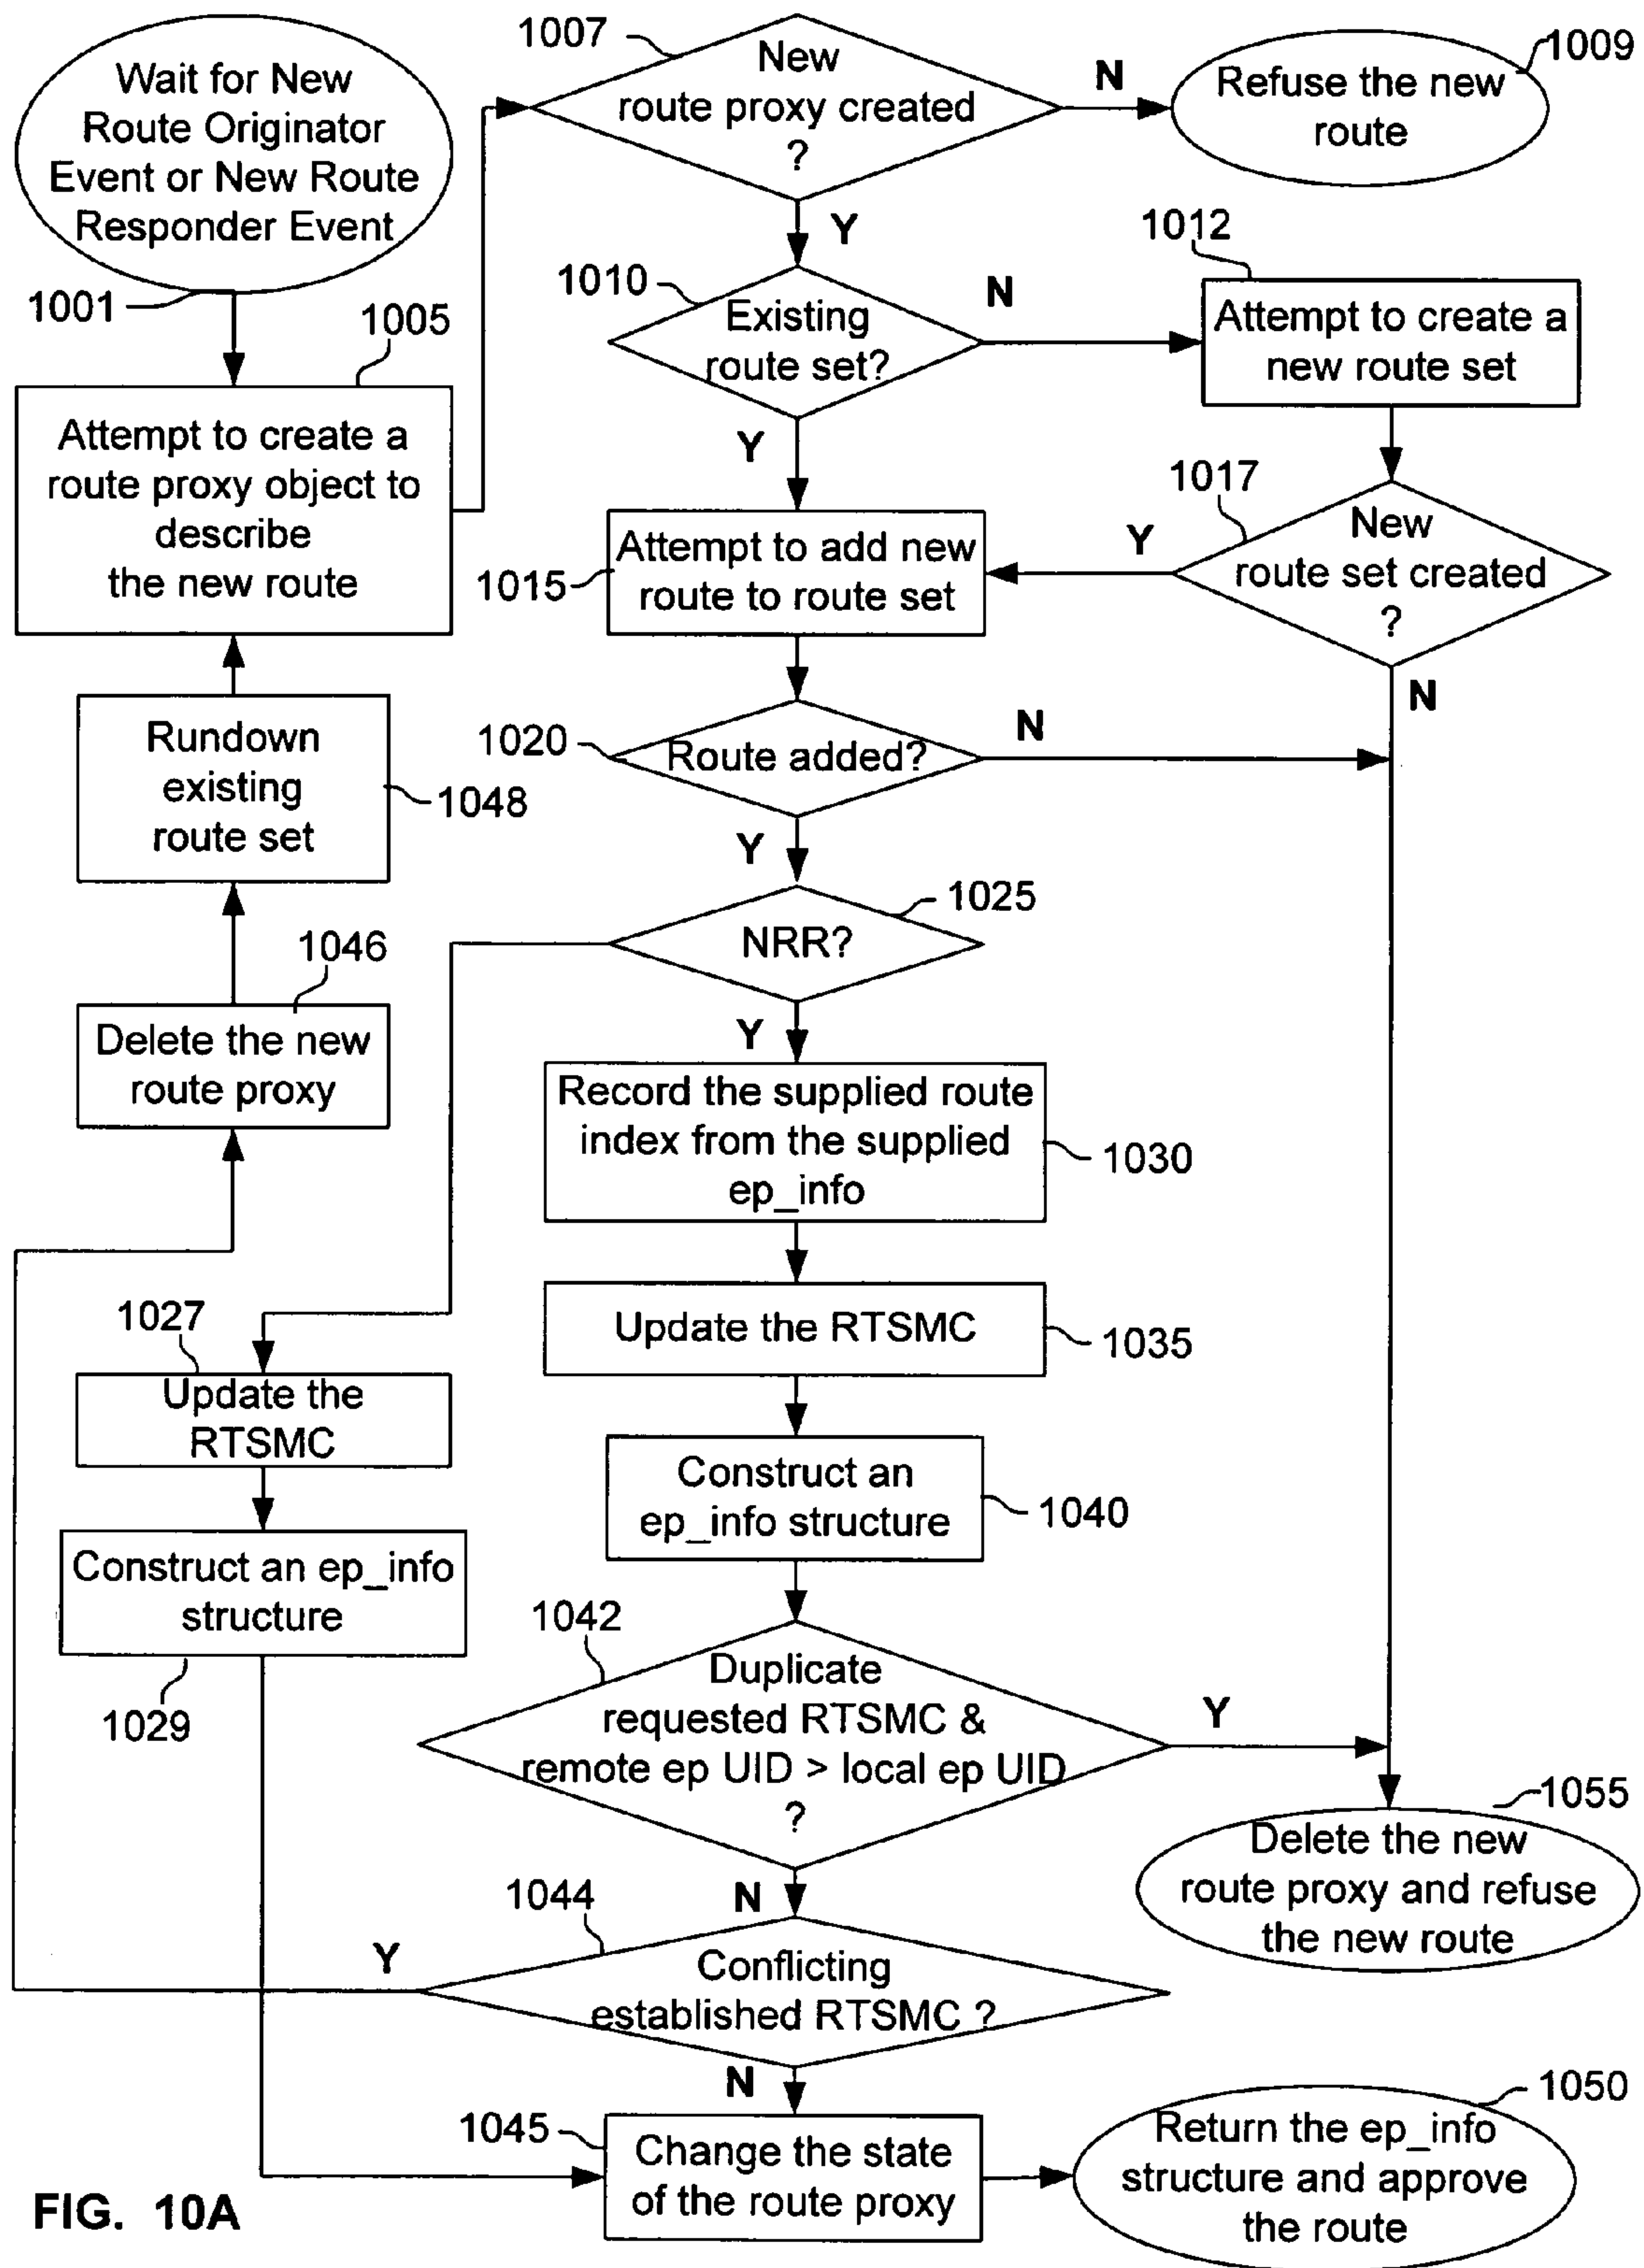 Wait for New
Route Originator
Event or New Route
Responder Event
1001
1005
Attempt to create a
route proxy object to
describe
the new route
1007
New
route proxy created
?
N
1009
Refuse the new
route
Y
1010
Existing
route set?
N
1012
Attempt to create a
new route set
Y
1015
Attempt to add new
route to route set
1017
New
route set created
?
Y
N
1020
Route added?
N
Y
Rundown
existing
route set
1048
1025
NRR?
Y
1046
Delete the new
route proxy
Record the supplied route
index from the supplied
ep_info
1030
Update the RTSMC
1035
1027
Update the
RTSMC
Construct an
ep_info structure
1040
Construct an ep_info
structure
1029
1042
Duplicate
requested RTSMC &
remote ep UID > local ep UID
?
Y
N
1055
Delete the new
route proxy and refuse
the new route
1044
Conflicting
established RTSMC ?
Y
N
1045
Change the state
of the route proxy
1050
Return the ep_info
structure and approve
the route
FIG. 10A